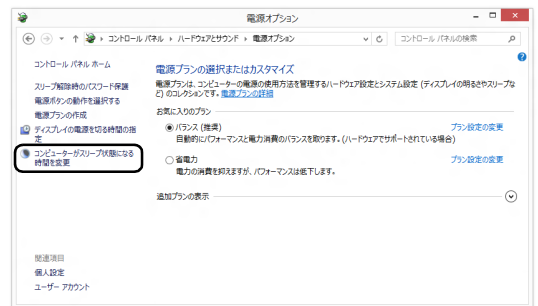 電源オプション
コントロール パネル ▸ ハードウェアとサウンド ▸ 電源オプション
コントロール パネルの検索
コントロール パネル ホーム
スリープ解除時のパスワード保護
電源ボタンの動作を選択する
電源プランの作成
ディスプレイの電源を切る時間の指
定
コンピューターがスリープ状態になる
時間を変更
電源プランの選択またはカスタマイズ
電源プランは、コンピューターの電源の使用方法を管理するハードウェア設定とシステム設定 (ディスプレイの明るさやスリープな
ど) のコレクションです。電源プランの詳細
お気に入りのプラン
バランス (推奨)
プラン設定の変更
自動的にパフォーマンスと電力消費のバランスを取ります。(ハードウェアでサポートされている場合)
省電力
プラン設定の変更
電力の消費を抑えますが、パフォーマンスは低下します。
追加プランの表示
関連項目
個人設定
ユーザー アカウント